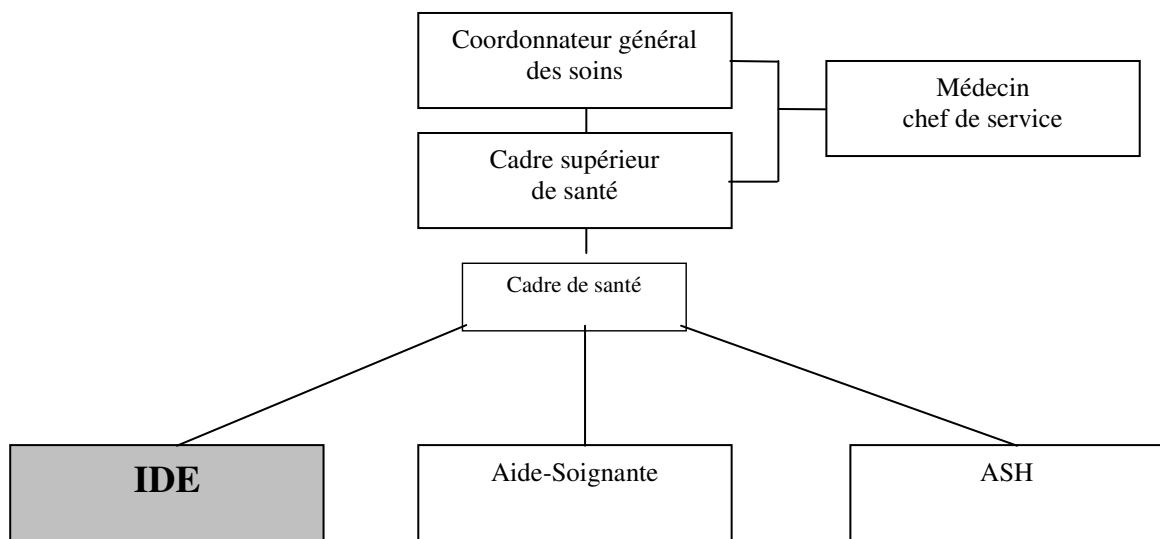 Coordonnateur général
des soins
Médecin
chef de service
Cadre supérieur
de santé
Cadre de santé
IDE
Aide-Soignante
ASH